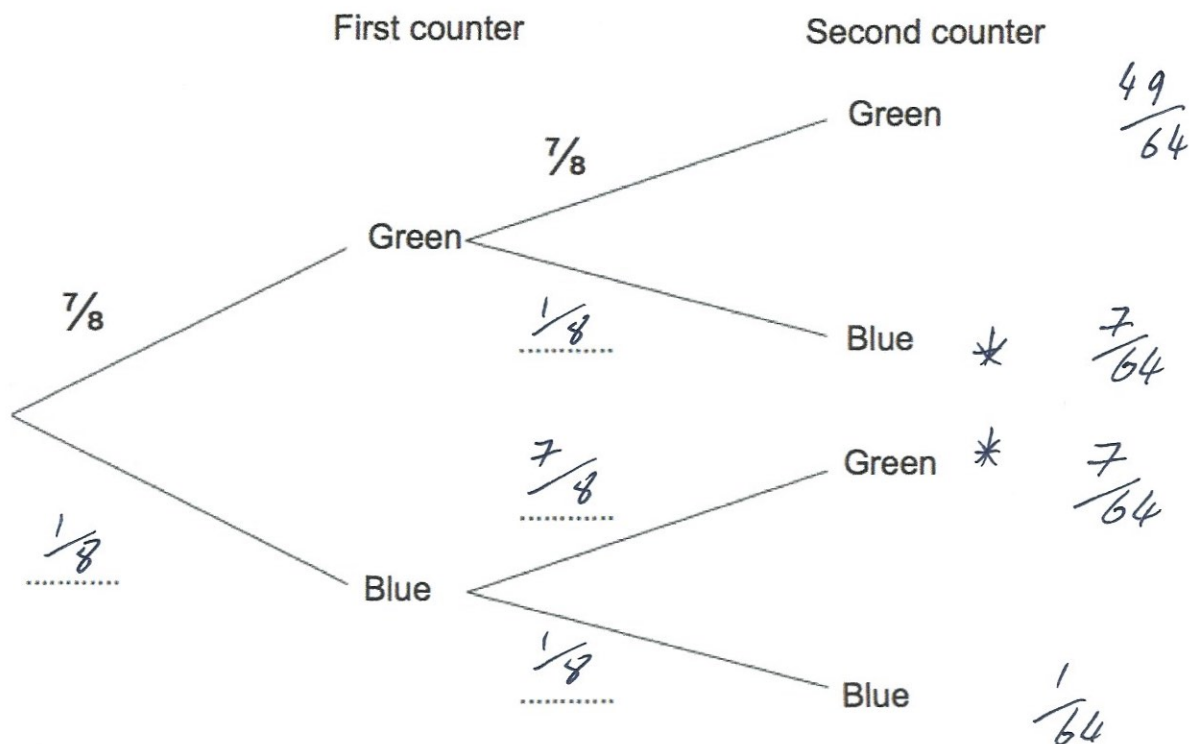 First counter Second counter
Green 49/64
⅞
Green
⅞
1/8 Blue * 7/64
7/8 Green * 7/64
1/8
Blue
1/8
Blue 1/64